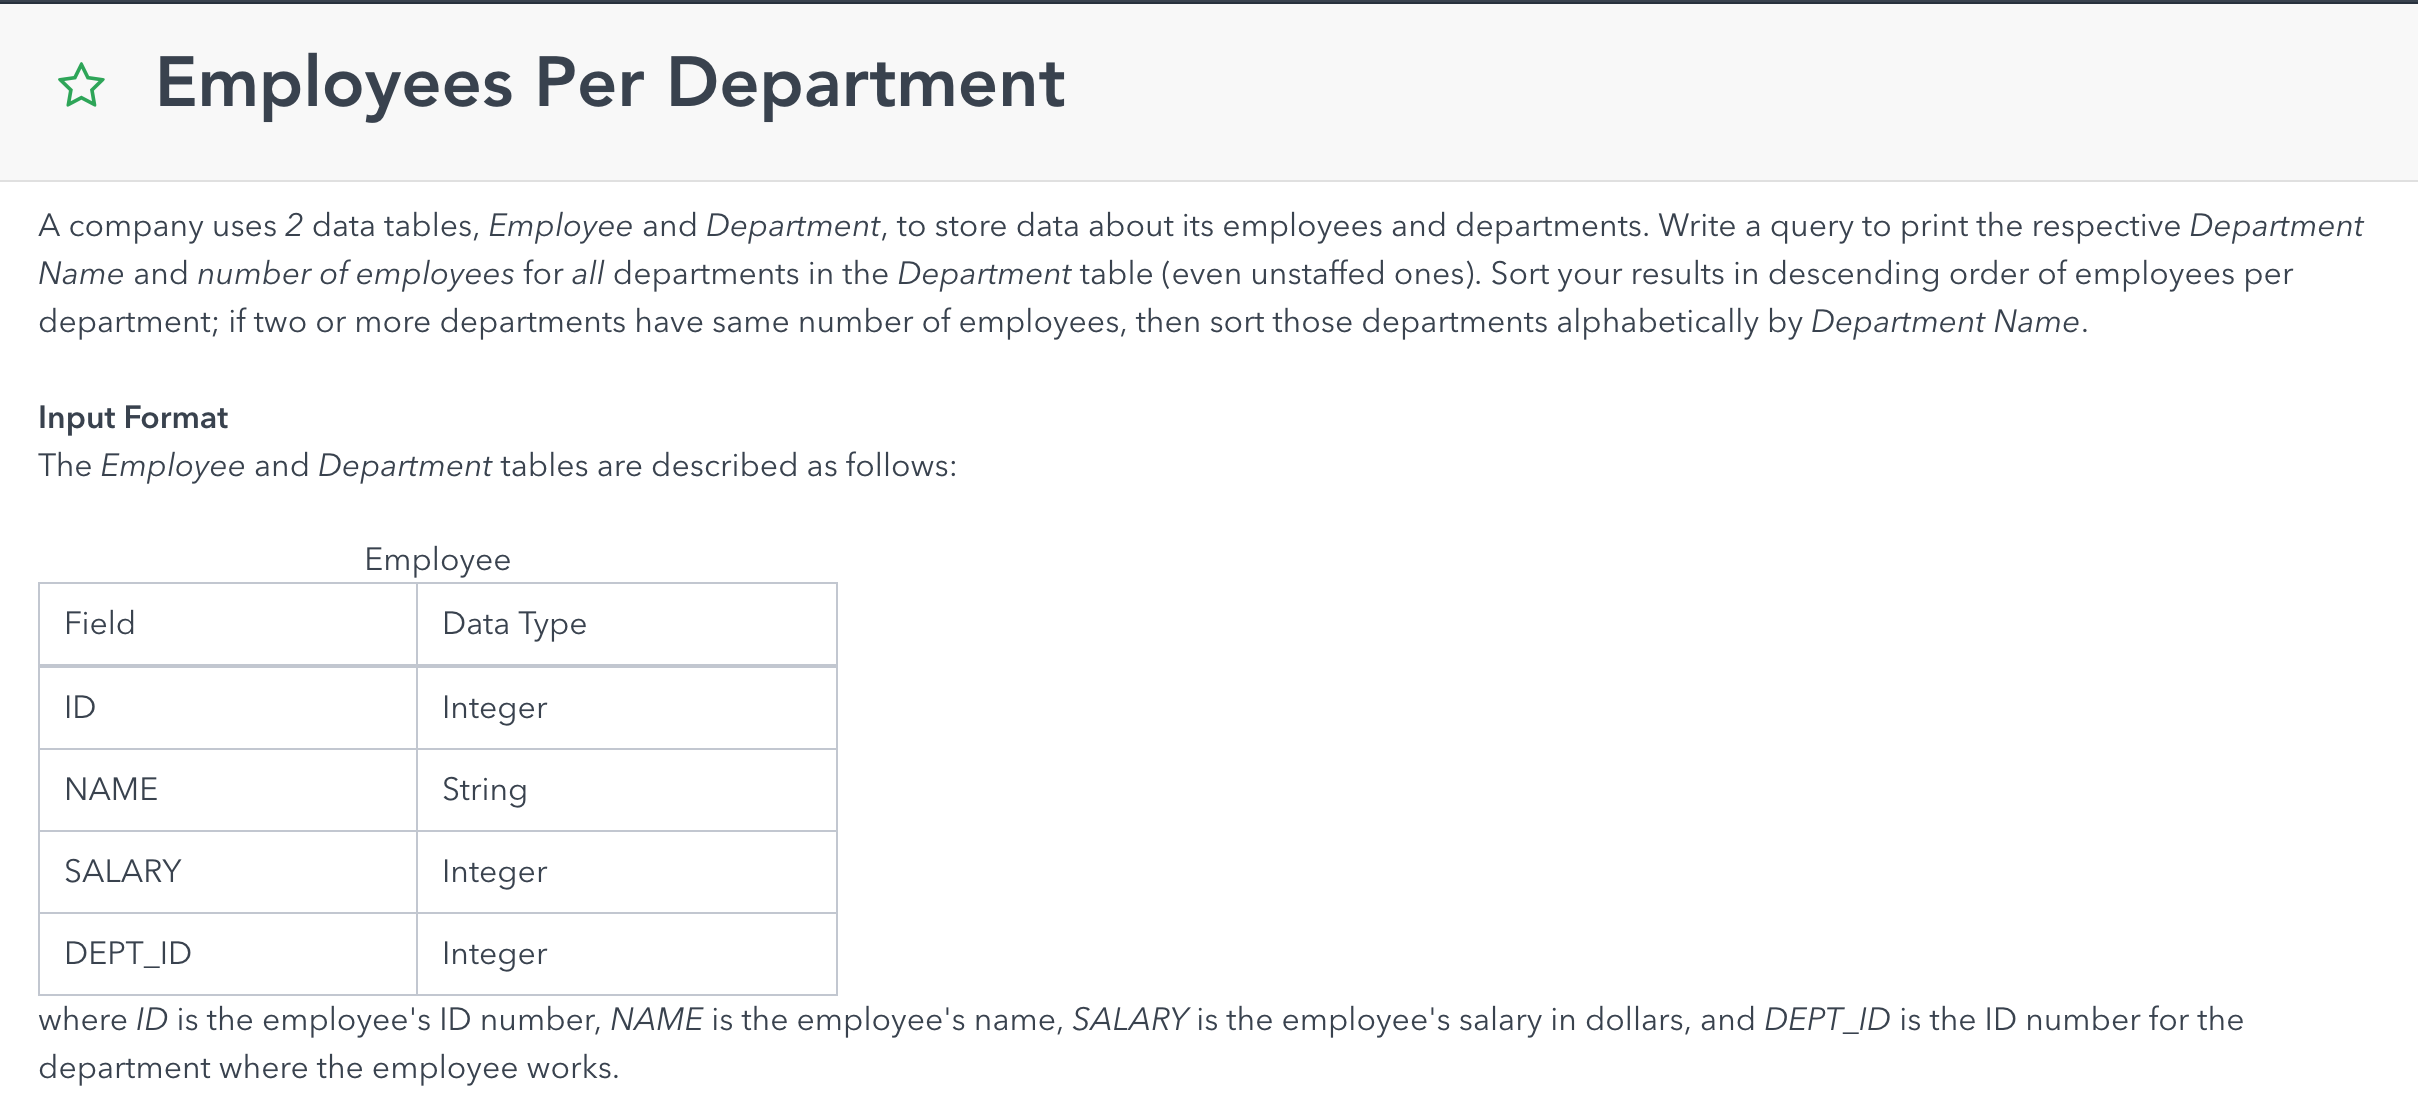 Employees Per Department
A company uses 2 data tables, Employee and Department, to store data about its employees and departments. Write a query to print the respective Department
Name and number of employees for all departments in the Department table (even unstaffed ones). Sort your results in descending order of employees per
department; if two or more departments have same number of employees, then sort those departments alphabetically by Department Name.
Input Format
The Employee and Department tables are described as follows:
Employee
Field Data Type
ID Integer
NAME String
SALARY Integer
DEPT_ID Integer
where ID is the employee's ID number, NAME is the employee's name, SALARY is the employee's salary in dollars, and DEPT_ID is the ID number for the
department where the employee works.